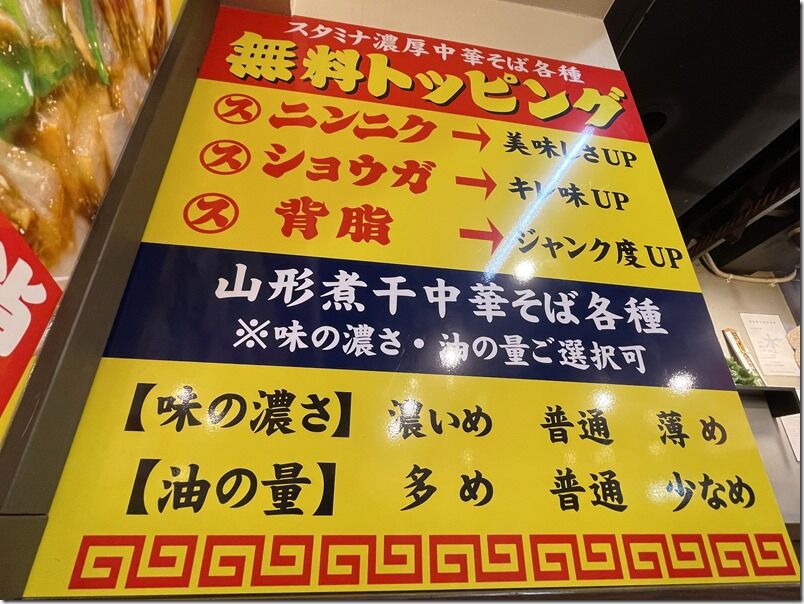 スタミナ濃厚中華そば各種
無料トッピング
ス ニンニク → 美味しさUP
ス ショウガ → キレ味UP
ス 背脂 → ジャンク度UP
山形煮干中華そば各種
※味の濃さ・油の量ご選択可
【味の濃さ】 濃いめ 普通 薄め
【油の量】 多め 普通 少なめ